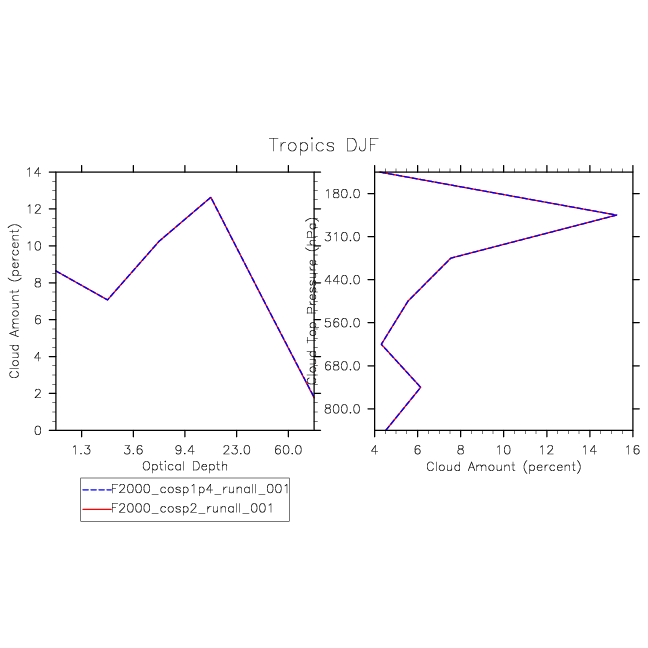 Tropics DJF
Cloud Amount (percent)
14
12
10
8
6
4
2
0
1.3 3.6 9.4 23.0 60.0
Optical Depth
Cloud Top Pressure (hPa)
180.0
310.0
440.0
560.0
680.0
800.0
4 6 8 10 12 14 16
Cloud Amount (percent)
F2000_cosp1p4_runall_001
F2000_cosp2_runall_001